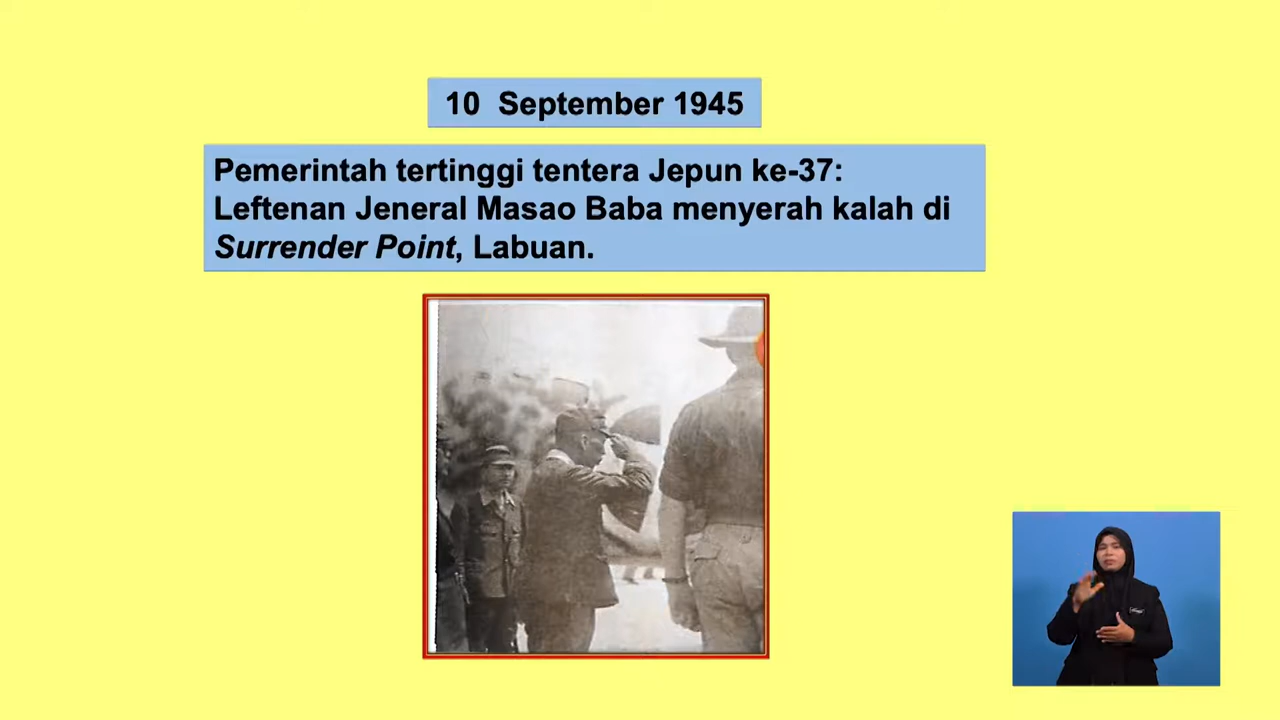 10 September 1945
Pemerintah tertinggi tentera Jepun ke-37:
Leftenan Jeneral Masao Baba menyerah kalah di
Surrender Point, Labuan.